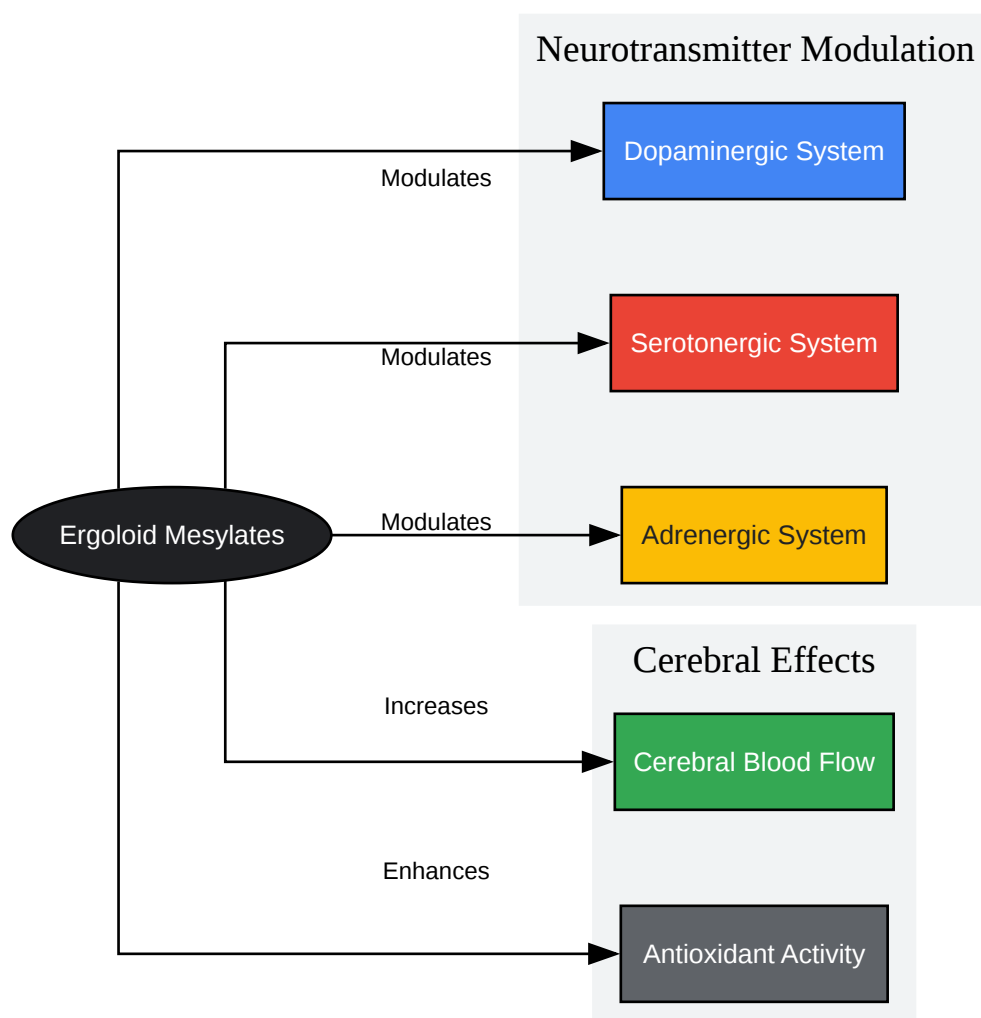 Neurotransmitter Modulation
Dopaminergic System
Modulates
Serotonergic System
Modulates
Ergoloid Mesylates
Modulates
Adrenergic System
Cerebral Effects
Increases
Cerebral Blood Flow
Enhances
Antioxidant Activity